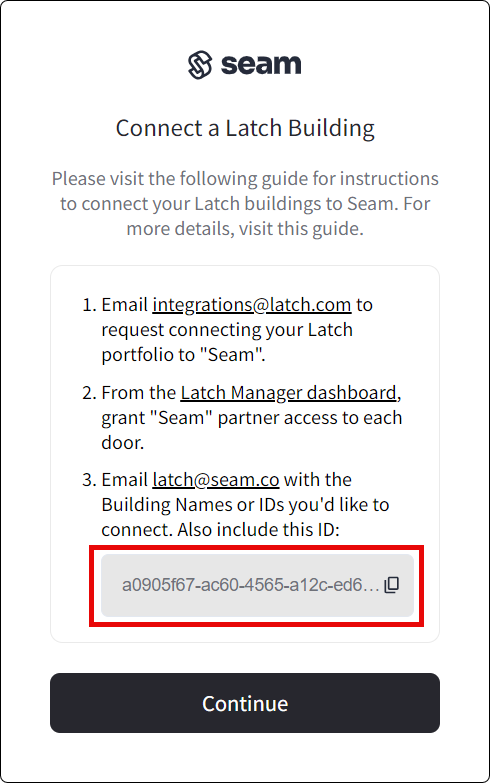 seam
Connect a Latch Building
Please visit the following guide for instructions
to connect your Latch buildings to Seam. For
more details, visit this guide.
1. Email integrations@latch.com to
request connecting your Latch
portfolio to "Seam".
2. From the Latch Manager dashboard,
grant "Seam" partner access to each
door.
3. Email latch@seam.co with the
Building Names or IDs you'd like to
connect. Also include this ID:
a0905f67-ac60-4565-a12c-ed6...
Continue